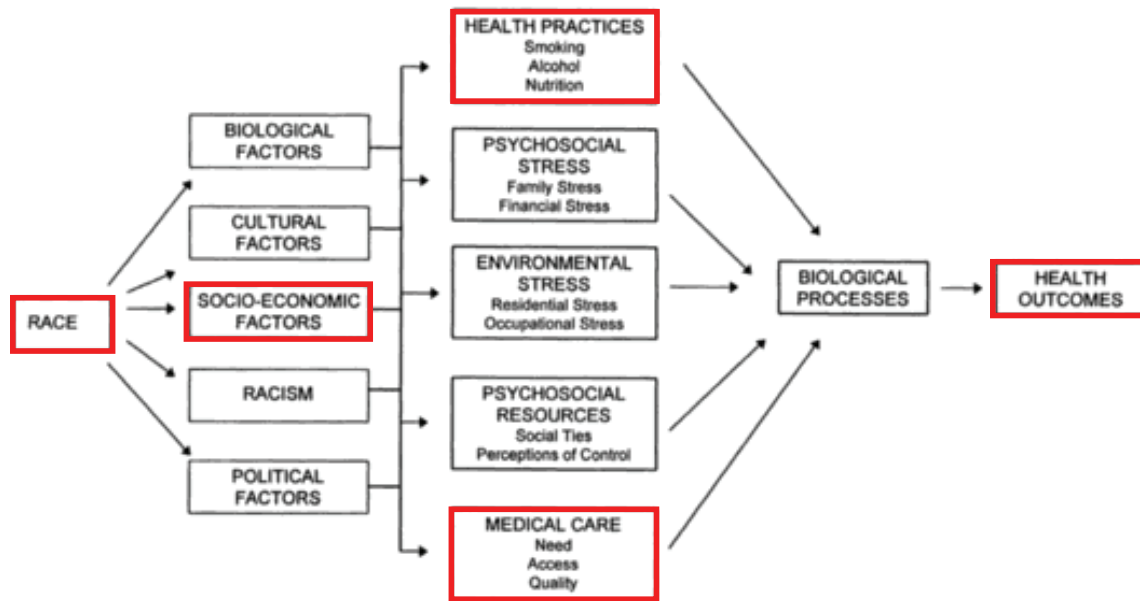 RACE
BIOLOGICAL
FACTORS
CULTURAL
FACTORS
SOCIO-ECONOMIC
FACTORS
RACISM
POLITICAL
FACTORS
HEALTH PRACTICES
Smoking
Alcohol
Nutrition
PSYCHOSOCIAL
STRESS
Family Stress
Financial Stress
ENVIRONMENTAL
STRESS
Residential Stress
Occupational Stress
PSYCHOSOCIAL
RESOURCES
Social Ties
Perceptions of Control
MEDICAL CARE
Need
Access
Quality
BIOLOGICAL
PROCESSES
HEALTH
OUTCOMES